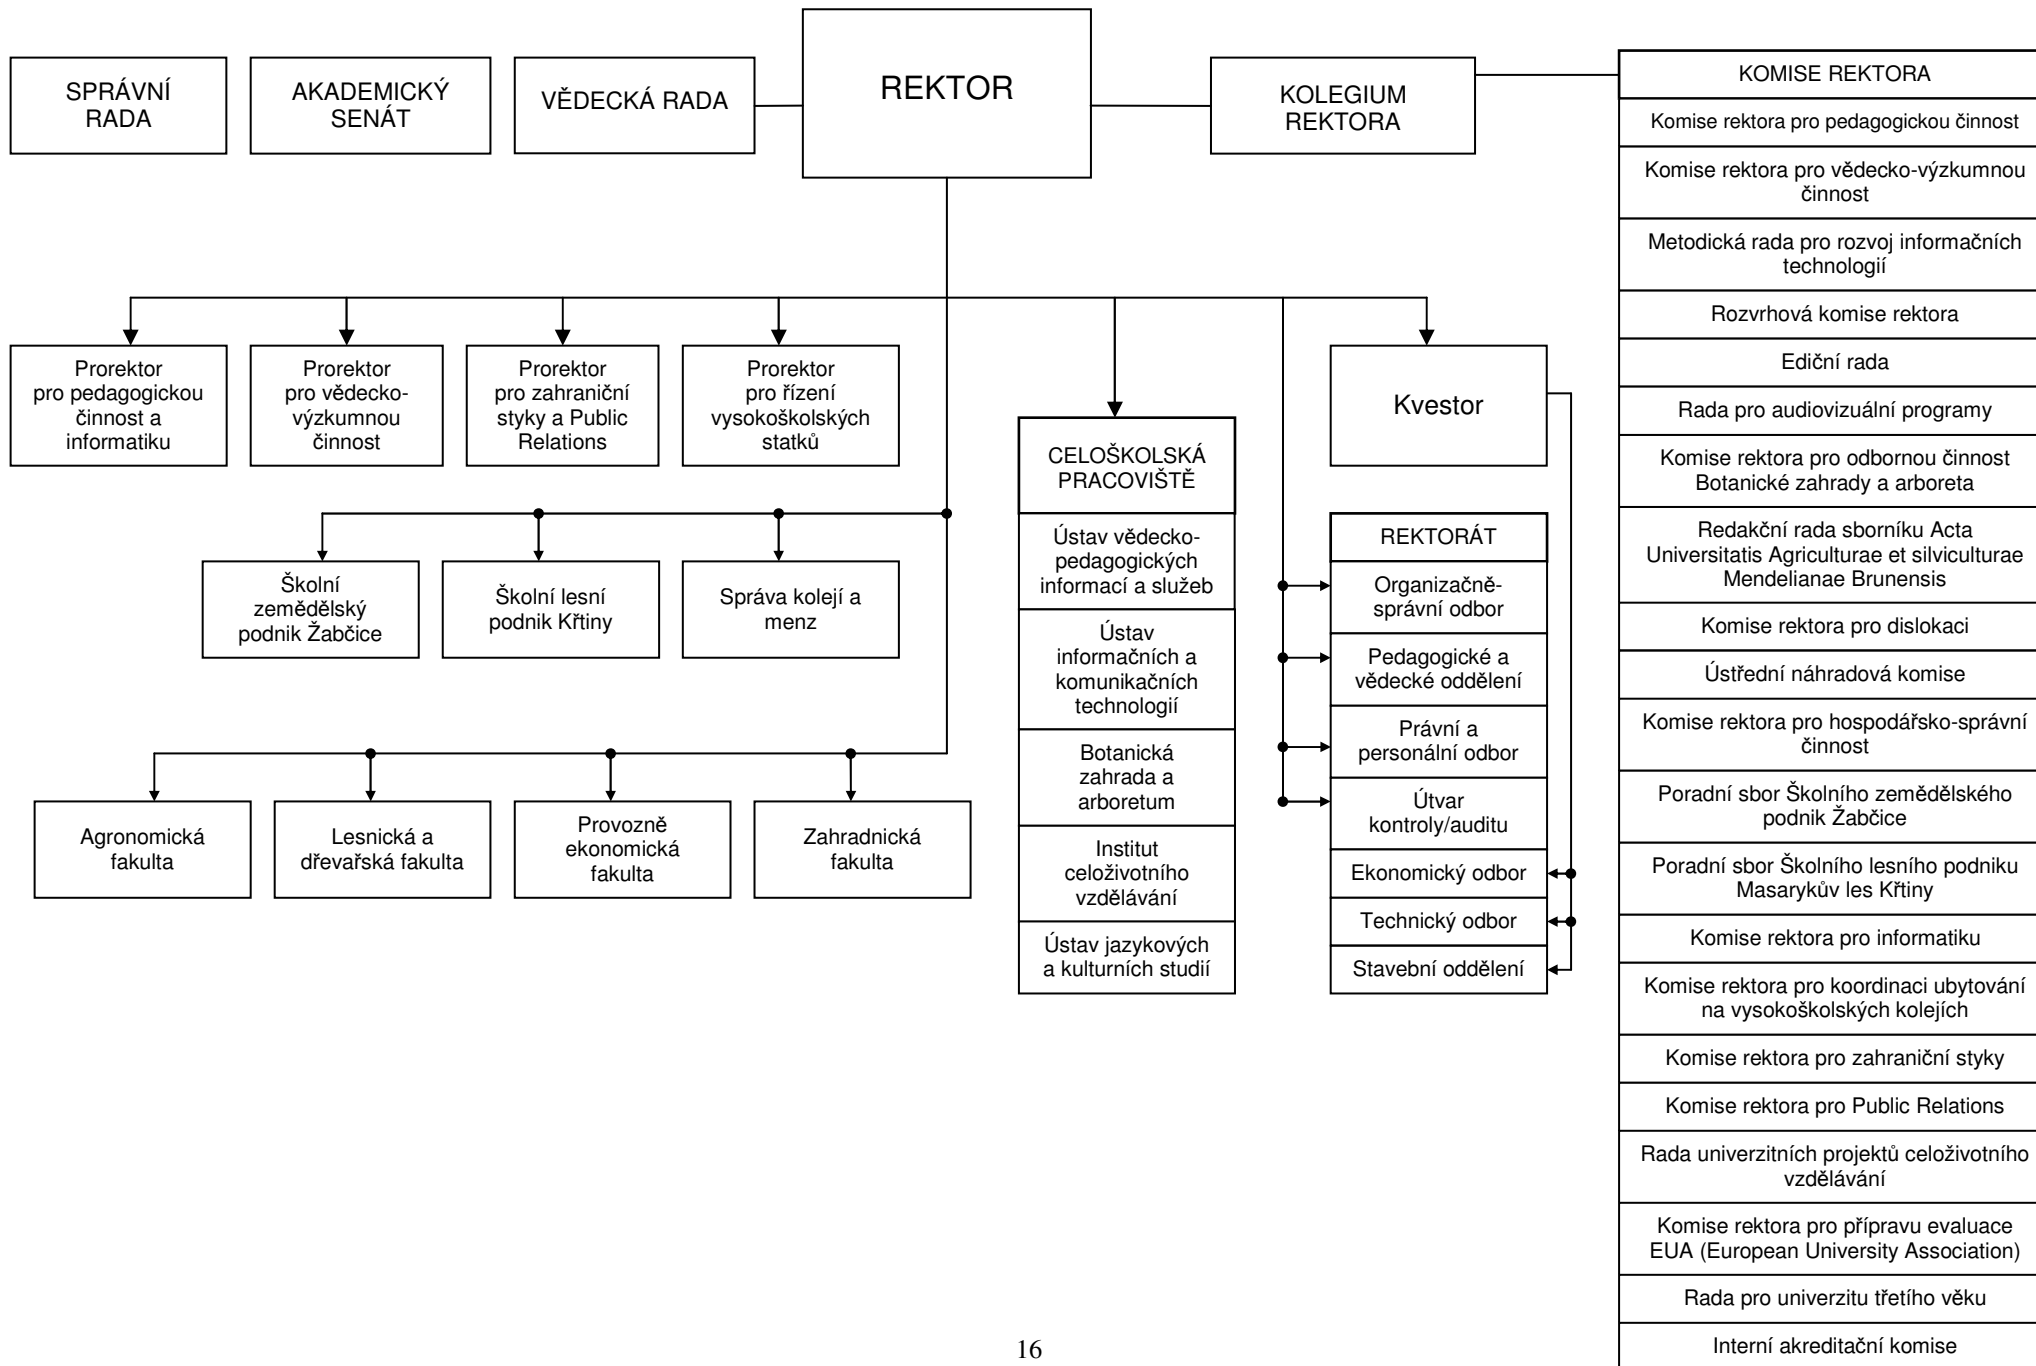 SPRÁVNÍ
RADA
AKADEMICKÝ
SENÁT
VĚDECKÁ RADA
REKTOR
KOLEGIUM
REKTORA
KOMISE REKTORA
Komise rektora pro pedagogickou činnost
Komise rektora pro vědecko-výzkumnou
činnost
Metodická rada pro rozvoj informačních
technologií
Rozvrhová komise rektora
Ediční rada
Rada pro audiovizuální programy
Komise rektora pro odbornou činnost
Botanické zahrady a arboreta
Redakční rada sborníku Acta
Universitatis Agriculturae et silviculturae
Mendelianae Brunensis
Komise rektora pro dislokaci
Ústřední náhradová komise
Komise rektora pro hospodářsko-správní
činnost
Poradní sbor Školního zemědělského
podnik Žabčice
Poradní sbor Školního lesního podniku
Masarykův les Křtiny
Komise rektora pro informatiku
Komise rektora pro koordinaci ubytování
na vysokoškolských kolejích
Komise rektora pro zahraniční styky
Komise rektora pro Public Relations
Rada univerzitních projektů celoživotního
vzdělávání
Komise rektora pro přípravu evaluace
EUA (European University Association)
Rada pro univerzitu třetího věku
Interní akreditační komise
Prorektor
pro pedagogickou
činnost a
informatiku
Prorektor
pro vědecko-
výzkumnou
činnost
Prorektor
pro zahraniční
styky a Public
Relations
Prorektor
pro řízení
vysokoškolských
statků
Kvestor
CELOŠKOLSKÁ
PRACOVIŠTĚ
Ústav vědecko-
pedagogických
informací a služeb
Ústav
informačních a
komunikačních
technologií
Botanická
zahrada a
arboretum
Institut
celoživotního
vzdělávání
Ústav jazykových
a kulturních studií
REKTORÁT
Organizačně-
správní odbor
Pedagogické a
vědecké oddělení
Právní a
personální odbor
Útvar
kontroly/auditu
Ekonomický odbor
Technický odbor
Stavební oddělení
Školní
zemědělský
podnik Žabčice
Školní lesní
podnik Křtiny
Správa kolejí a
menz
Agronomická
fakulta
Lesnická a
dřevařská fakulta
Provozně
ekonomická
fakulta
Zahradnická
fakulta
16